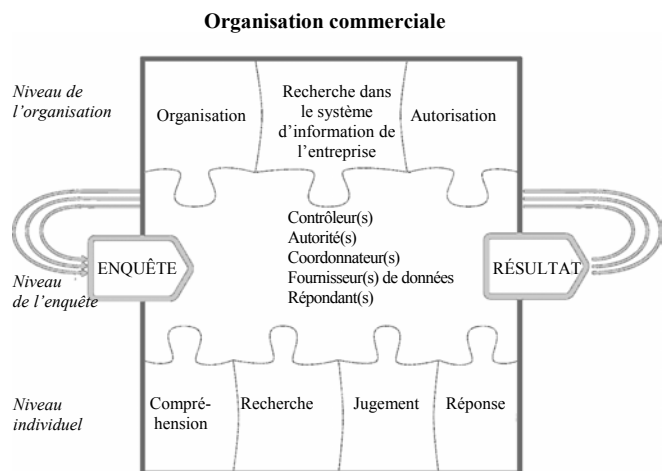 Organisation commerciale
Niveau de
l’organisation
Organisation
Recherche dans
le système
d’information de
l’entreprise
Autorisation
Contrôleur(s)
Autorité(s)
Coordonnateur(s)
Fournisseur(s) de données
Répondant(s)
ENQUÊTE
RÉSULTAT
Niveau
de l’enquête
Niveau
individuel
Compré-
hension
Recherche
Jugement
Réponse